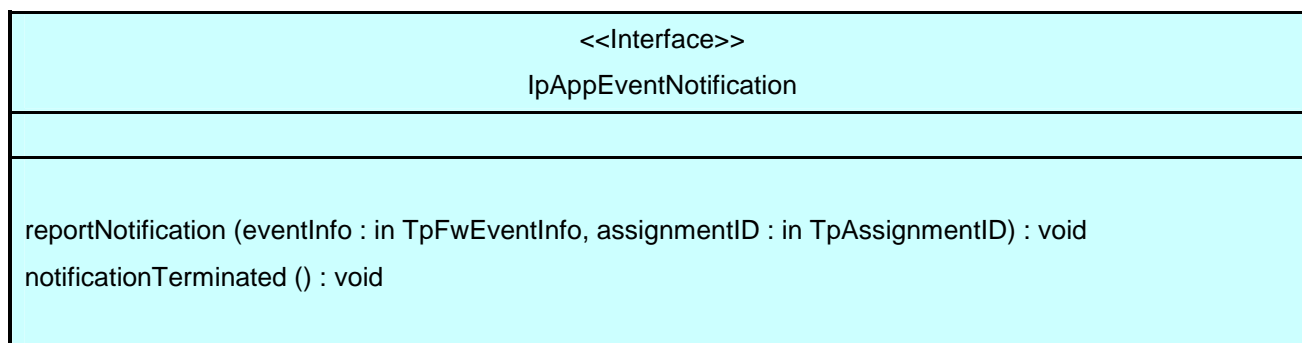 <<Interface>>
IpAppEventNotification
reportNotification (eventInfo : in TpFwEventInfo, assignmentID : in TpAssignmentID) : void
notificationTerminated () : void